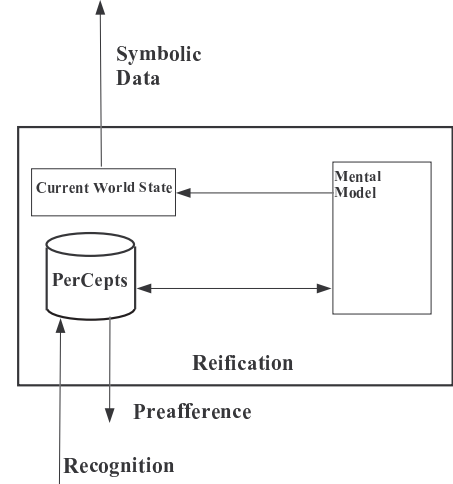 Symbolic
Data
Current World State
Mental
Model
PerCepts
Reification
Preafference
Recognition